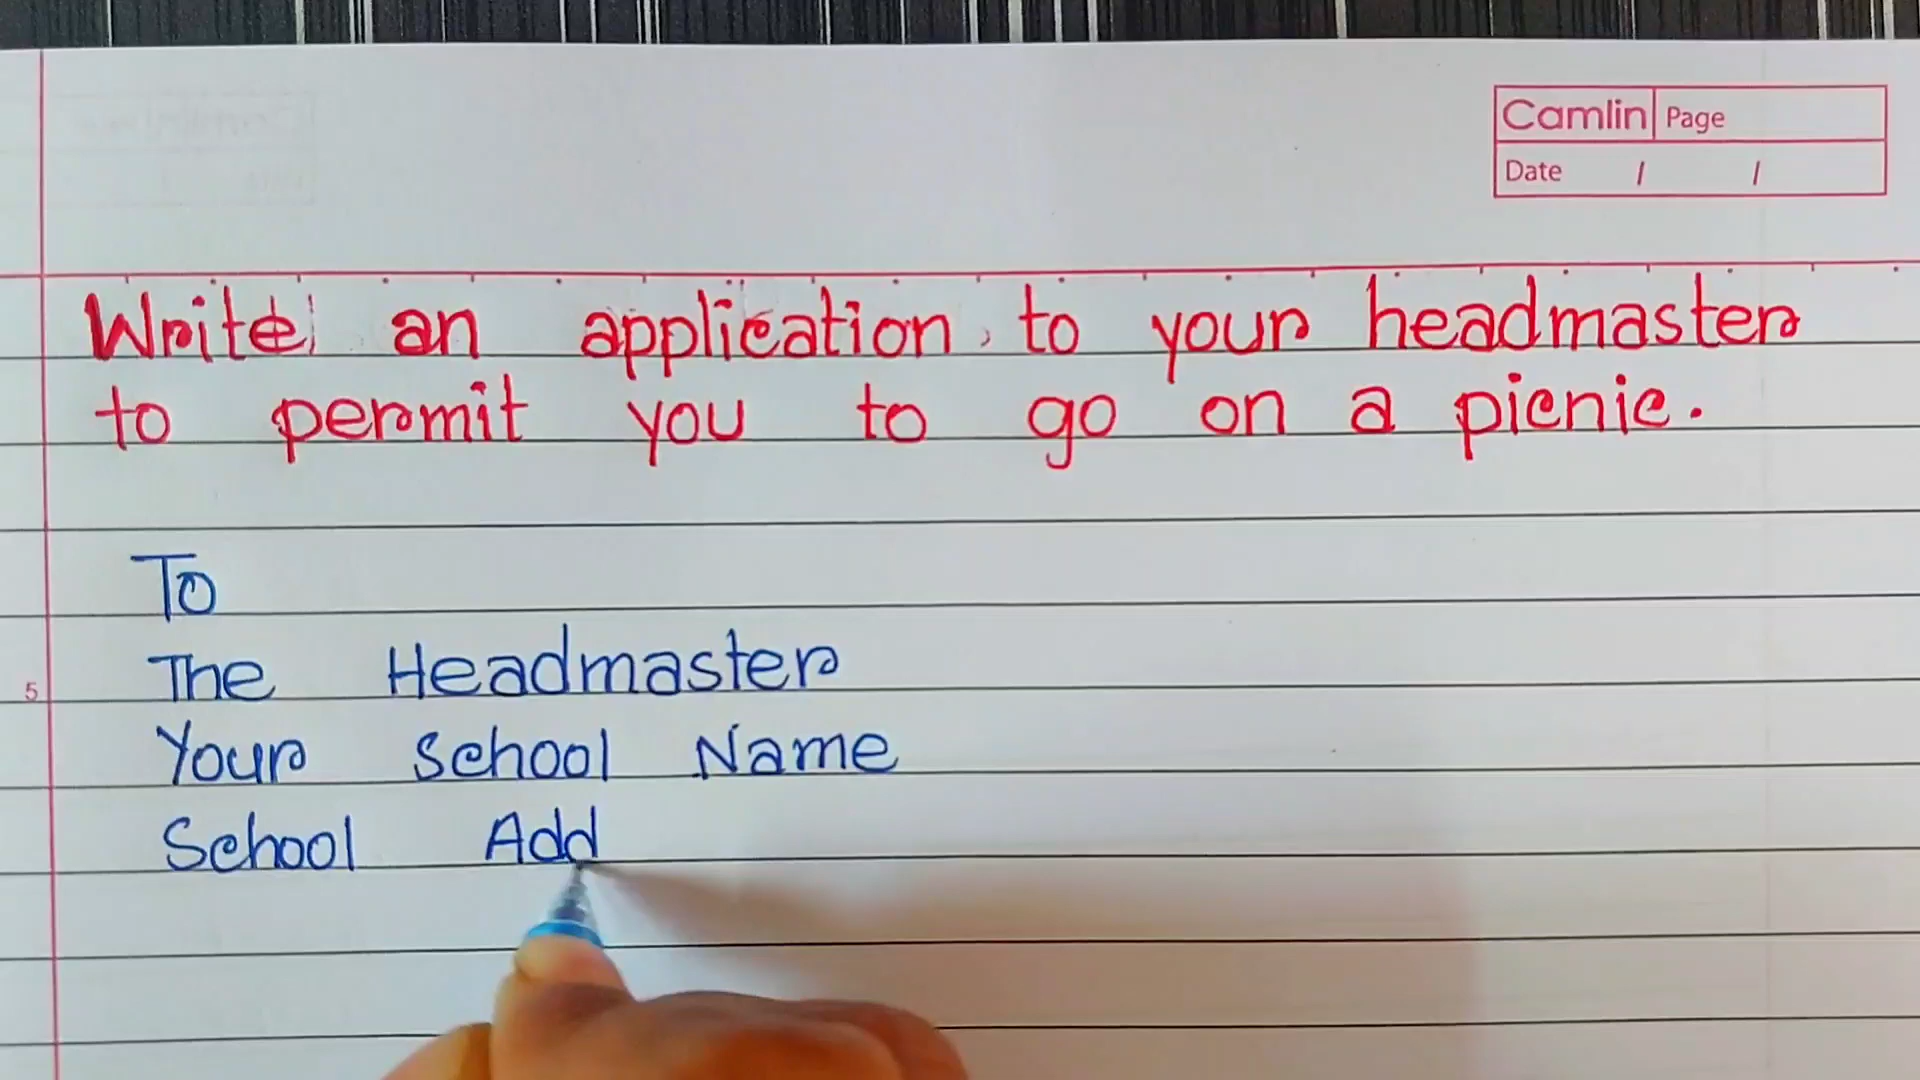 Camlin Page
Date / /
Write an application, to your headmaster
to permit you to go on a picnic.
To
The Headmaster
5
Your School Name
School Add